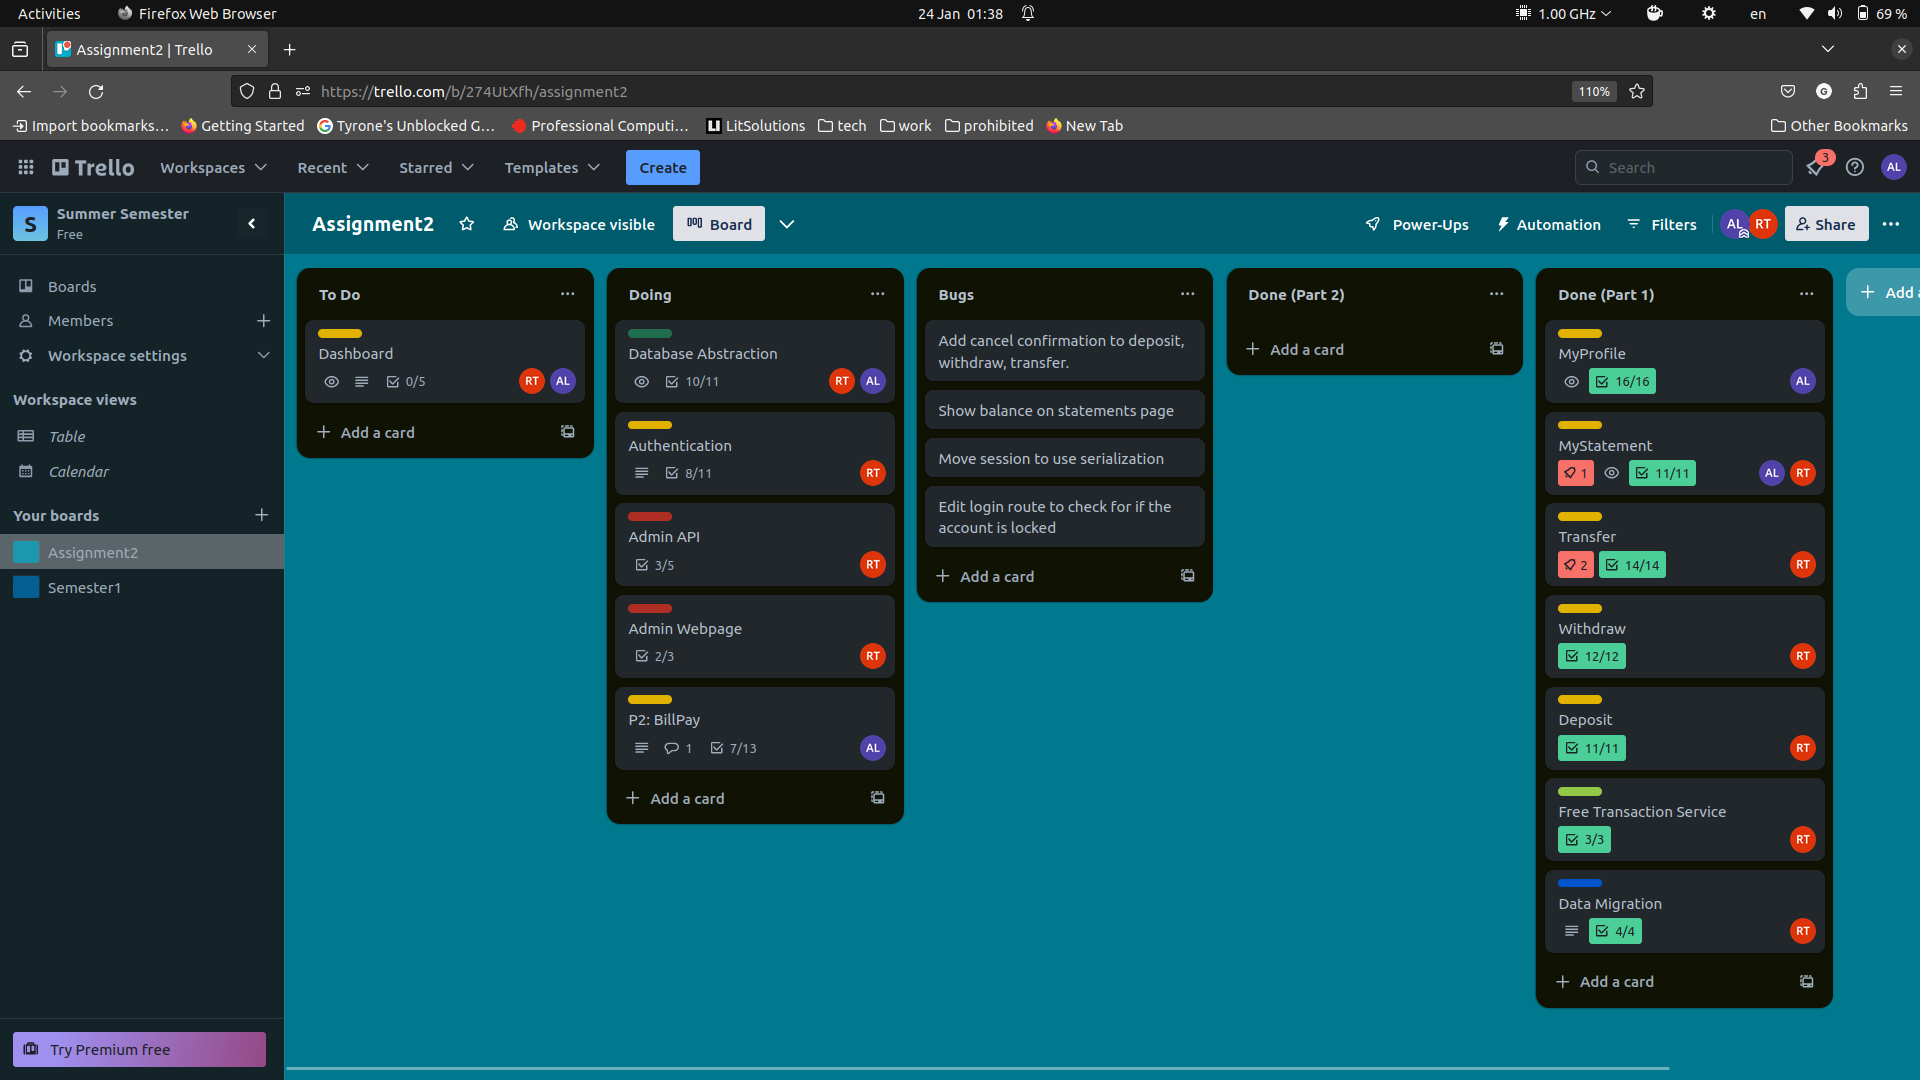 Activities
Firefox Web Browser
24 Jan 01:38
1.00 GHz
en
69 %
Assignment2 | Trello
https://trello.com/b/274UtXfh/assignment2
110%
G
Import bookmarks...
Getting Started
G Tyrone's Unblocked G...
Professional Computi...
LitSolutions
tech
work
prohibited
New Tab
Other Bookmarks
Trello
Workspaces
Recent
Starred
Templates
Create
Search
3
AL
S
Summer Semester
Free
Assignment2
Workspace visible
Board
Power-Ups
Automation
Filters
AL
RT
Share
Boards
Members
Workspace settings
Workspace views
Table
Calendar
Your boards
Assignment2
Semester1
Try Premium free
To Do
Dashboard
0/5
RT
AL
Add a card
Doing
Database Abstraction
10/11
RT
AL
Authentication
8/11
RT
Admin API
3/5
RT
Admin Webpage
2/3
RT
P2: BillPay
1
7/13
AL
Add a card
Bugs
Add cancel confirmation to deposit,
withdraw, transfer.
Show balance on statements page
Move session to use serialization
Edit login route to check for if the
account is locked
Add a card
Done (Part 2)
Add a card
Done (Part 1)
MyProfile
16/16
AL
MyStatement
1
11/11
AL
RT
Transfer
2
14/14
RT
Withdraw
12/12
RT
Deposit
11/11
RT
Free Transaction Service
3/3
RT
Data Migration
4/4
RT
Add a card
Add